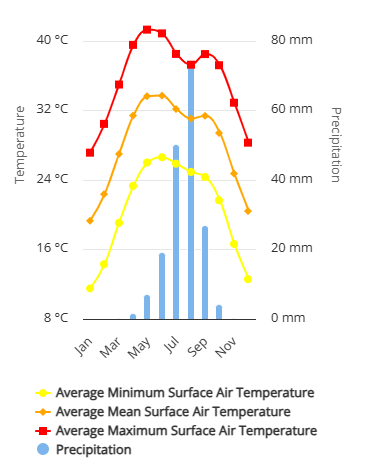 40 °C
80 mm
32 °C
60 mm
Temperature
Precipitation
24 °C
40 mm
16 °C
20 mm
8 °C
0 mm
Jan
Mar
May
Jul
Sep
Nov
Average Minimum Surface Air Temperature
Average Mean Surface Air Temperature
Average Maximum Surface Air Temperature
Precipitation